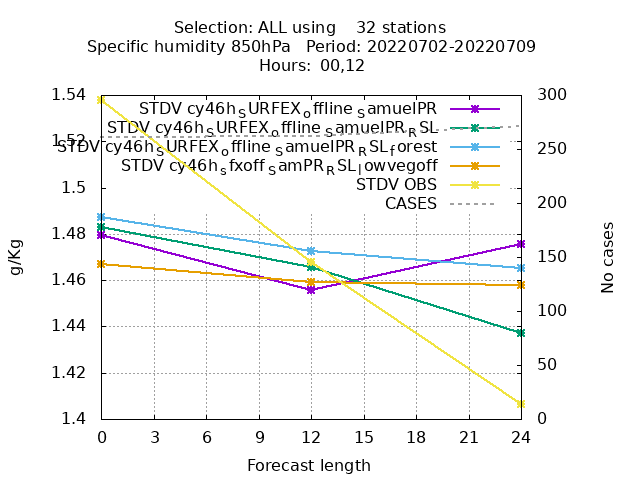 Selection: ALL using 32 stations
Specific humidity 850hPa Period: 20220702-20220709
Hours: 00,12
1.54
1.52
1.5
1.48
1.46
1.44
1.42
1.4
g/Kg
STDV cy46h_SURFEX_offline_SamuelPR
STDV cy46h_SURFEX_offline_SamuelPR_RSL
STDV cy46h_SURFEX_offline_SamuelPR_RSL_forest
STDV cy46h_sfxoff_SamPR_RSL_lowvegoff
STDV OBS
CASES
300
250
200
150
100
50
0
No cases
0 3 6 9 12 15 18 21 24
Forecast length